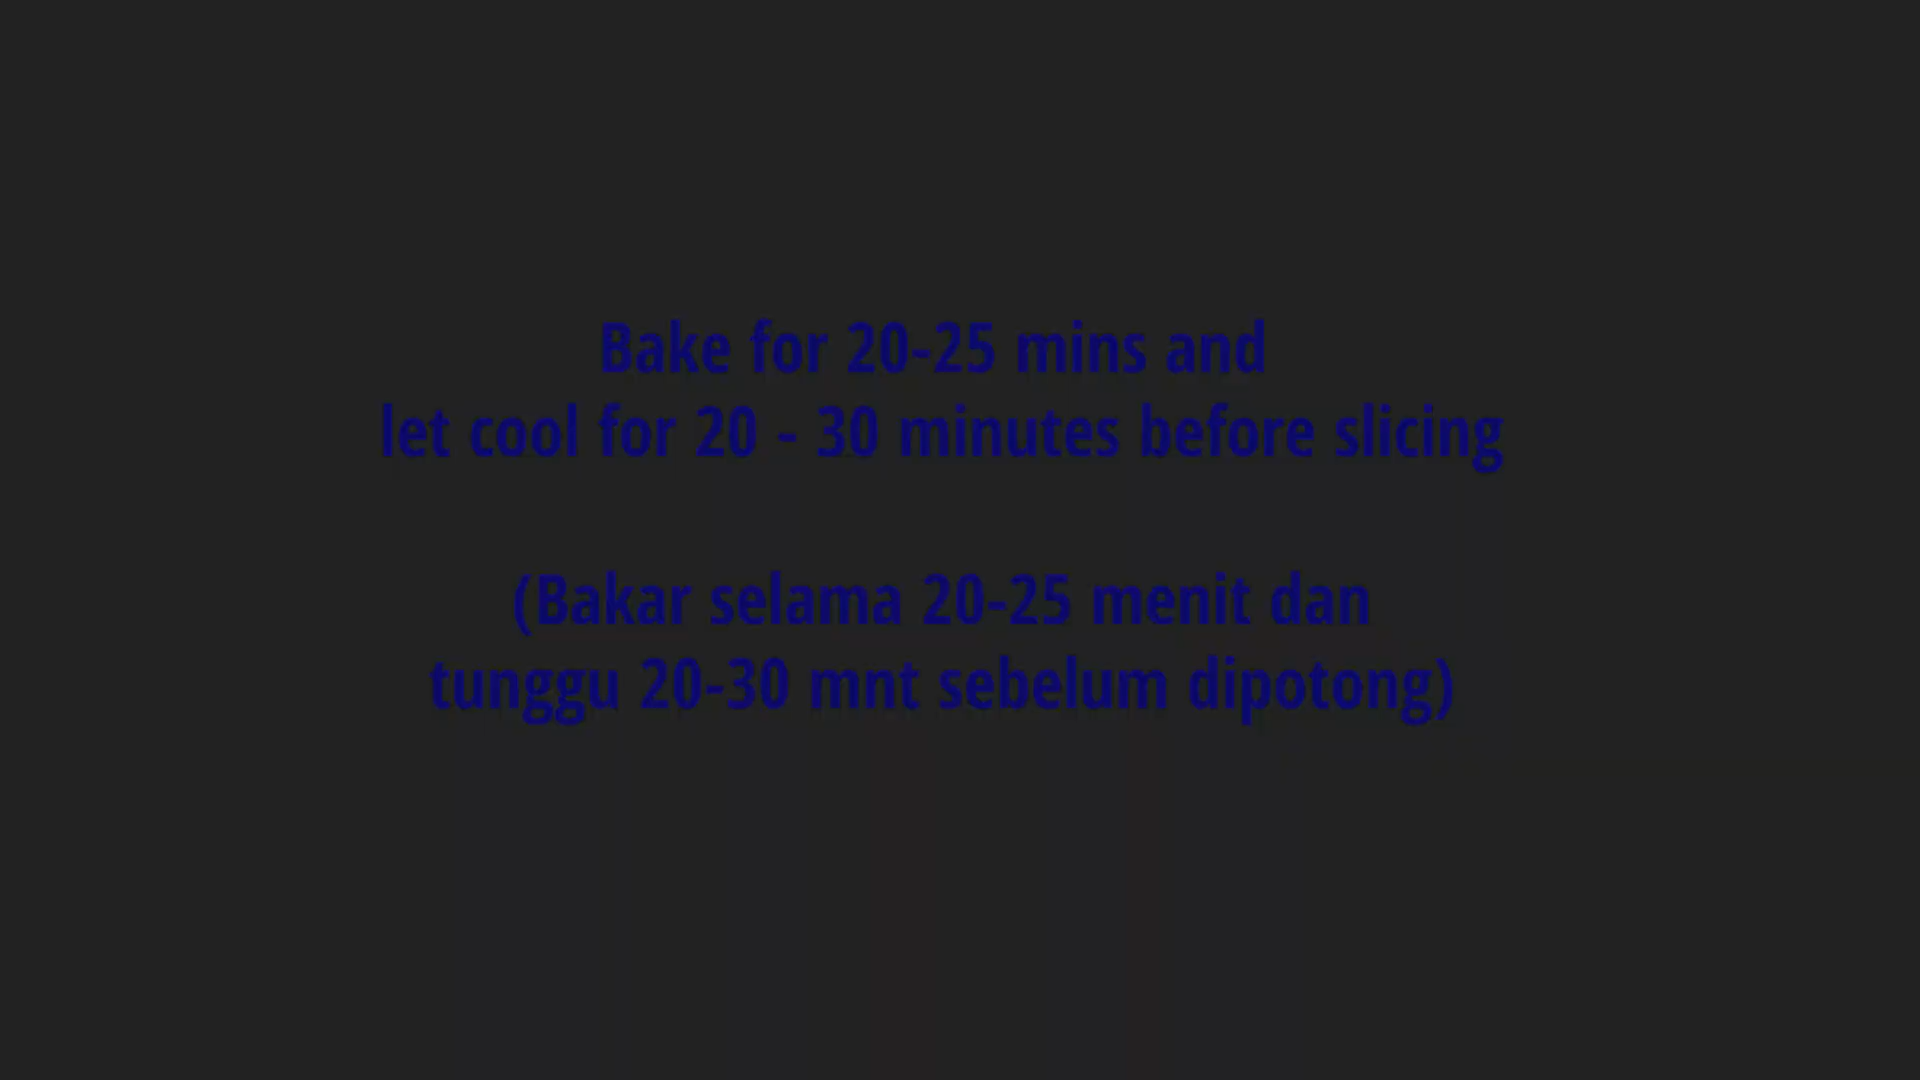 Bake for 20-25 mins and
let cool for 20 - 30 minutes before slicing
(Bakar selama 20-25 menit dan
tunggu 20-30 mnt sebelum dipotong)